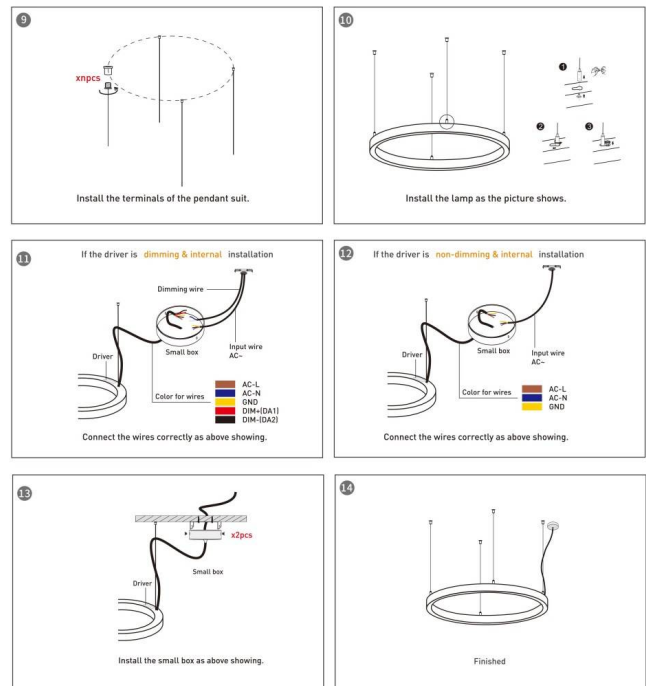 9
xnpcs
Install the terminals of the pendant suit.
10
1
2
3
Install the lamp as the picture shows.
11
If the driver is dimming & internal installation
Dimming wire
Driver
Small box
Input wire
AC~
Color for wires
AC-L
AC-N
GND
DIM+(DA1)
DIM-(DA2)
Connect the wires correctly as above showing.
12
If the driver is non-dimming & internal installation
Driver
Small box
Input wire
AC~
Color for wires
AC-L
AC-N
GND
Connect the wires correctly as above showing.
13
x2pcs
Small box
Driver
Install the small box as above showing.
14
Finished